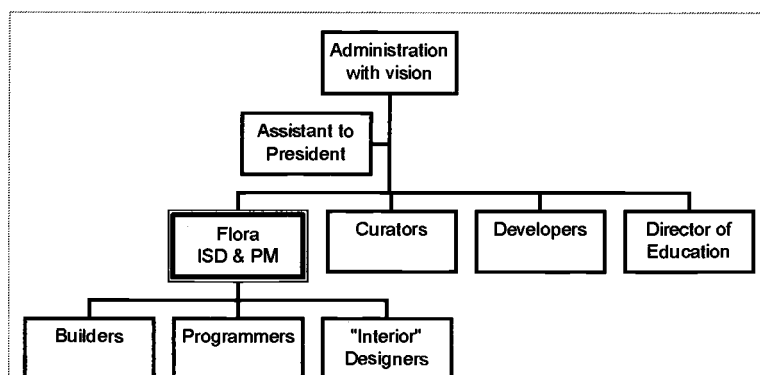 Administration
with vision
Assistant to
President
Flora
ISD & PM
Curators
Developers
Director of
Education
Builders
Programmers
"Interior"
Designers